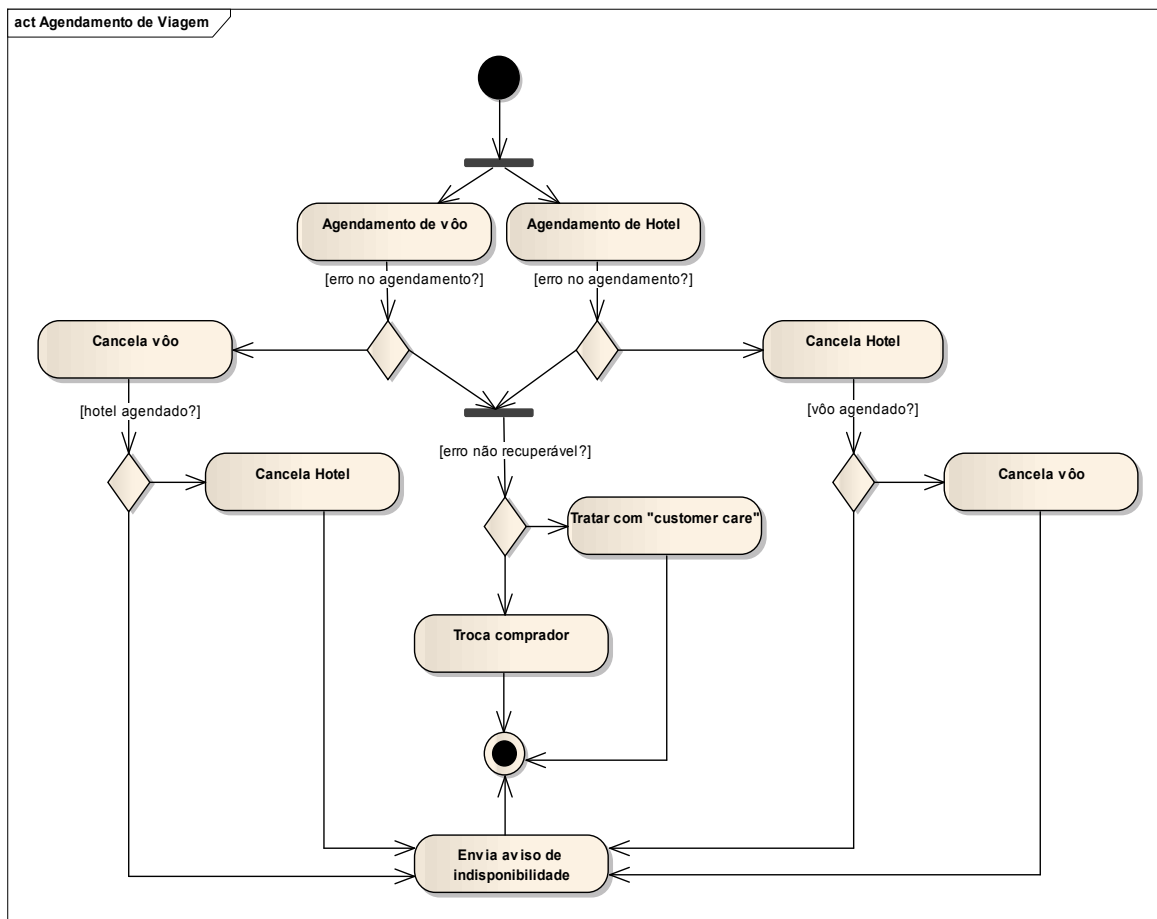 act Agendamento de Viagem
Agendamento de vôo
Agendamento de Hotel
[erro no agendamento?]
[erro no agendamento?]
Cancela vôo
Cancela Hotel
[hotel agendado?]
[vôo agendado?]
[erro não recuperável?]
Cancela Hotel
Cancela vôo
Tratar com "customer care"
Troca comprador
Envia aviso de
indisponibilidade